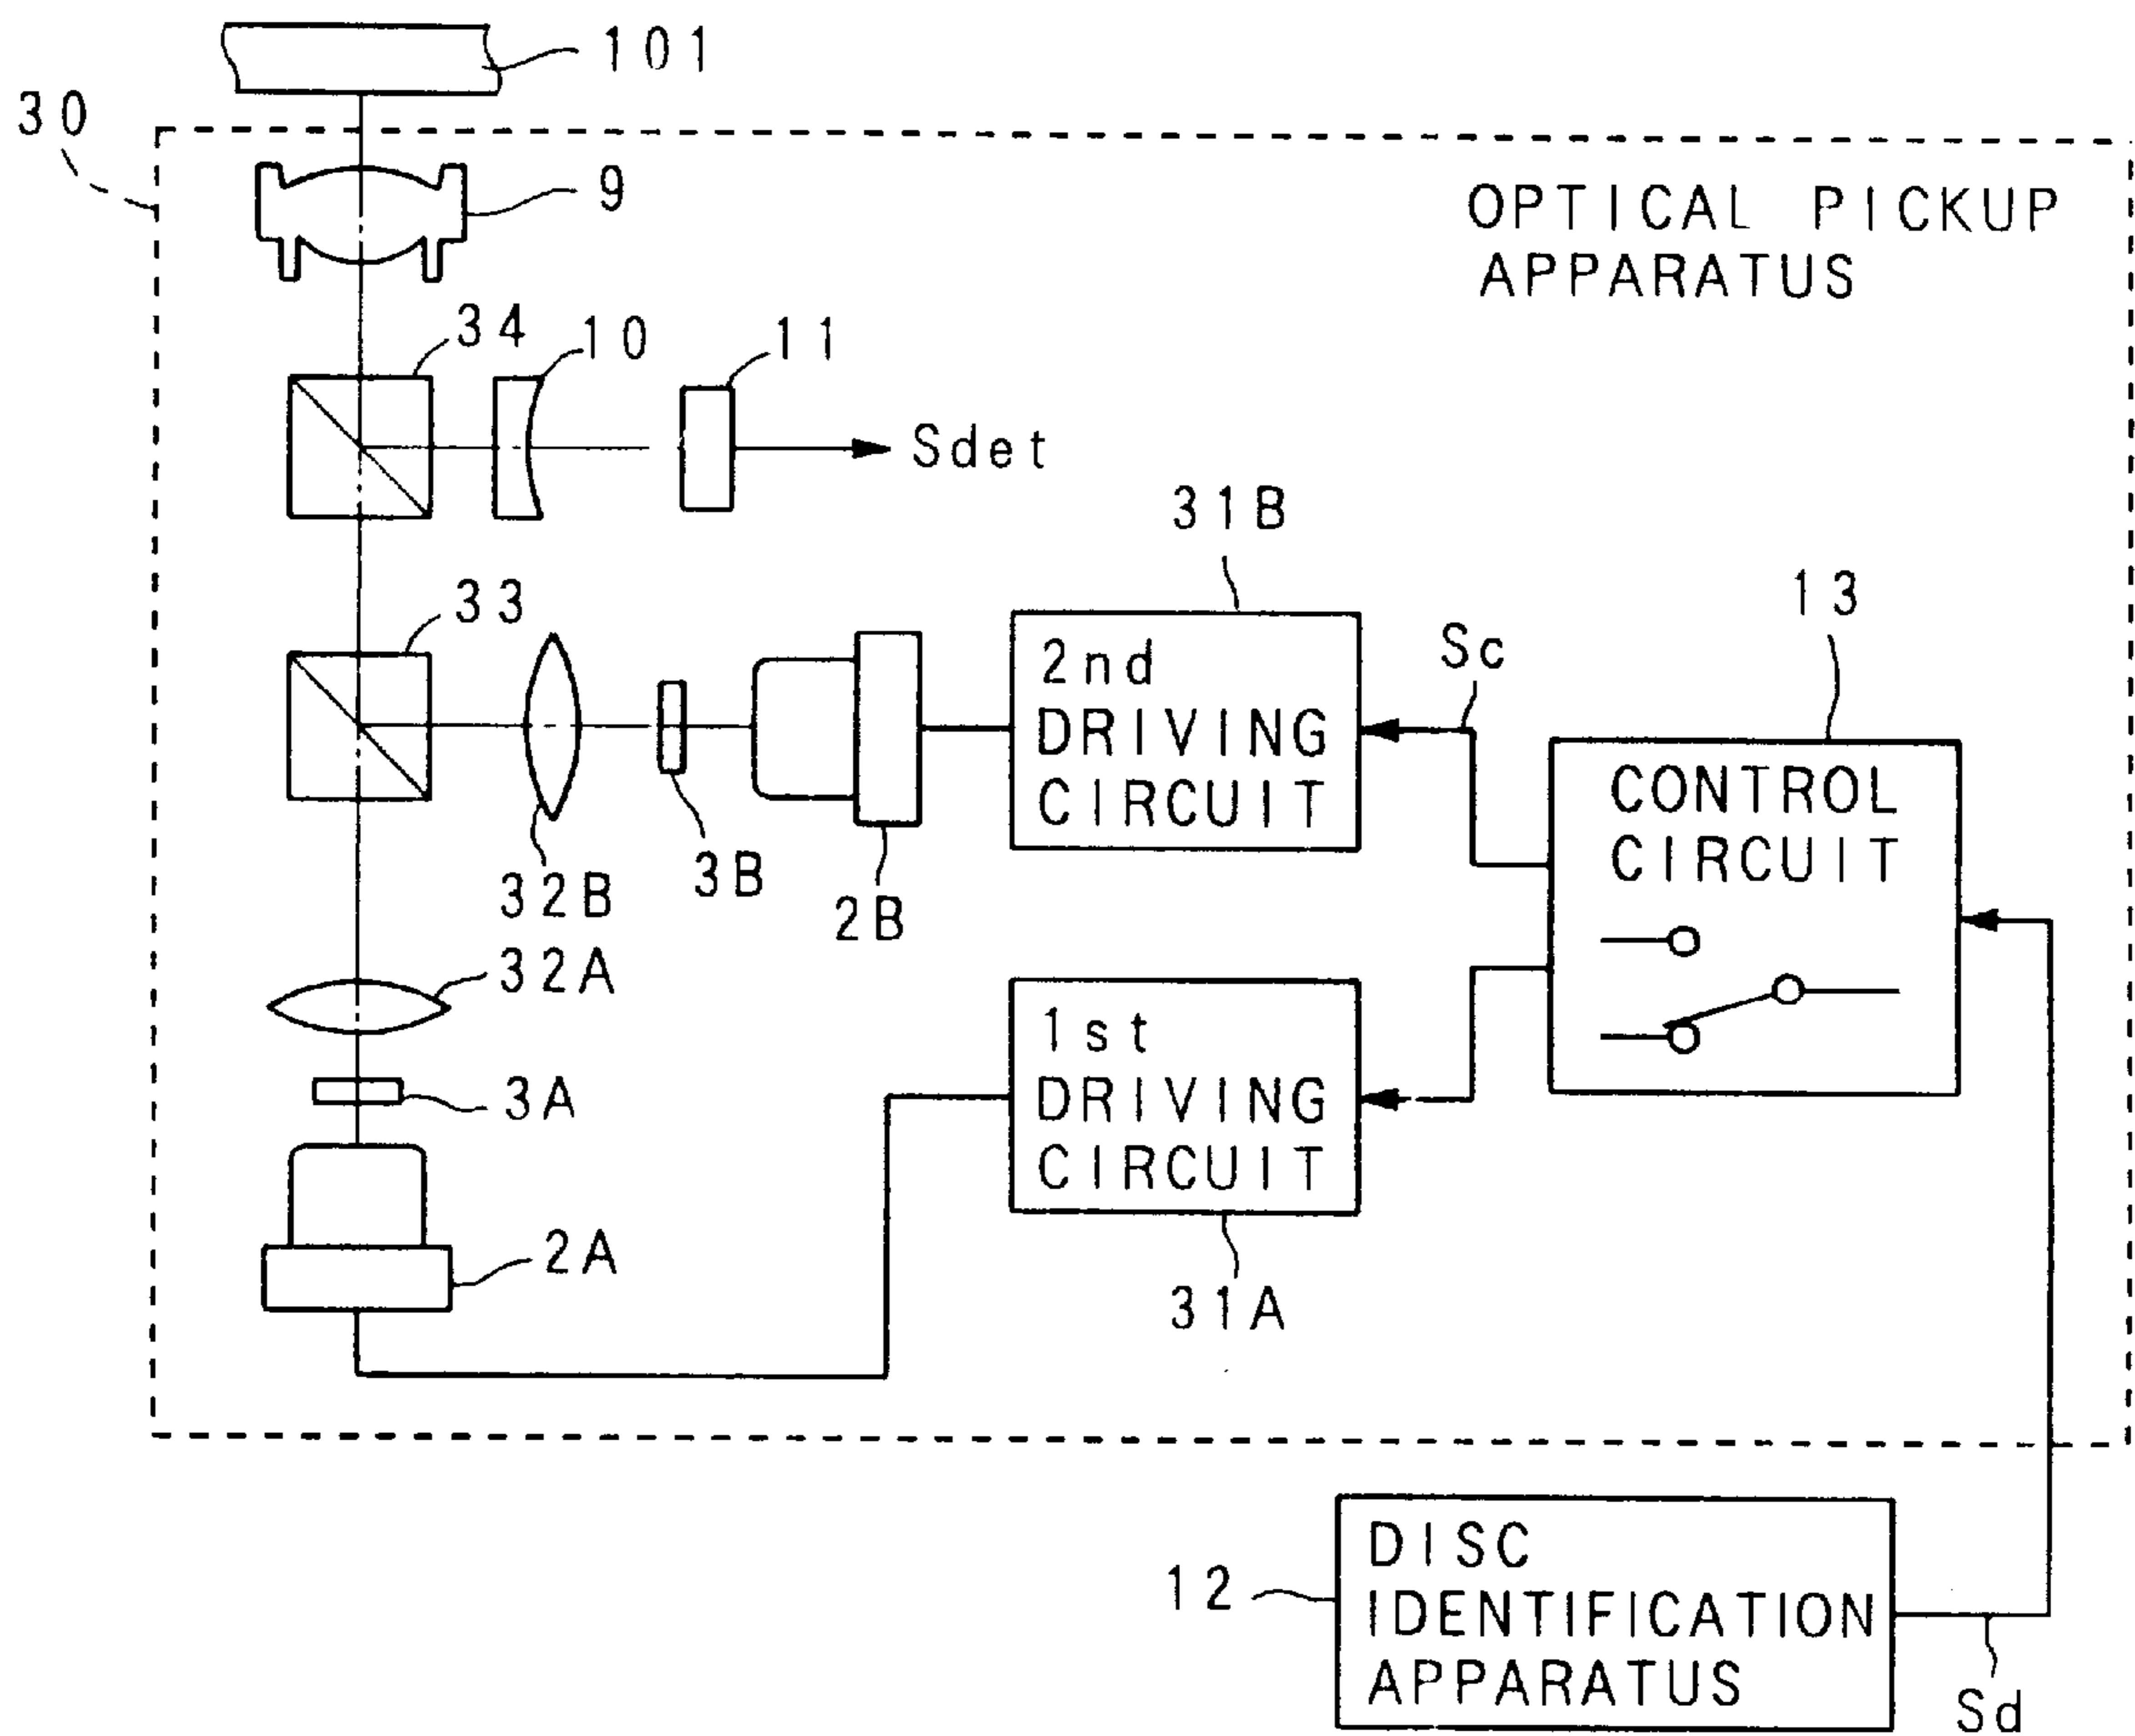 101
30
9
OPTICAL PICKUP
APPARATUS
34
10
11
Sdet
31B
33
13
Sc
2nd
DRIVING
CIRCUIT
CONTROL
CIRCUIT
3B
32B
2B
32A
1st
DRIVING
CIRCUIT
3A
2A
31A
DISC
IDENTIFICATION
APPARATUS
12
Sd